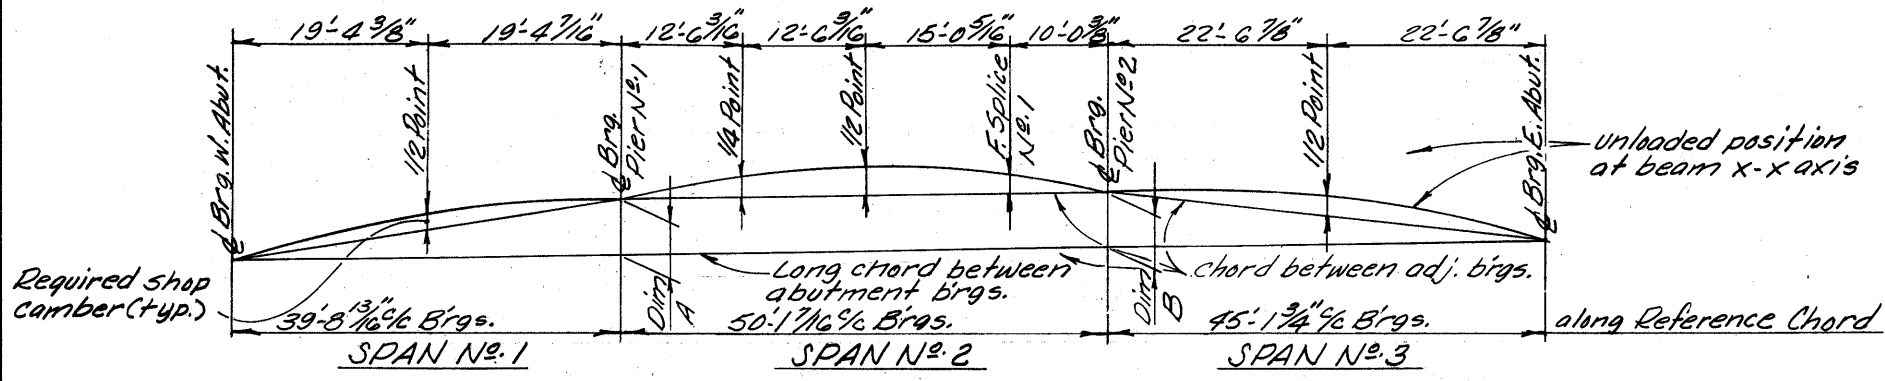 19'-4 3/8" 19'-4 7/16" 12'-6 3/16" 12'-6 9/16" 15'-0 5/16" 10'-0 3/8" 22'-6 7/8" 22'-6 7/8"
℄ Brg. W. Abut.
1/2 Point
℄ Brg.
Pier Nº.1
1/4 Point
1/2 Point
F. Splice
Nº.1
℄ Brg.
Pier Nº2
1/2 Point
℄ Brg. E. Abut.
unloaded position
at beam x-x axis
Required shop
camber (typ.)
Dim
A
Long chord between
abutment brgs.
Dim
B
chord between adj. brgs.
39'-8 13/16" c/c Brgs.
50'-1 7/16" c/c Brgs.
45'-1 3/4" c/c Brgs.
along Reference Chord
SPAN Nº.1
SPAN Nº.2
SPAN Nº.3